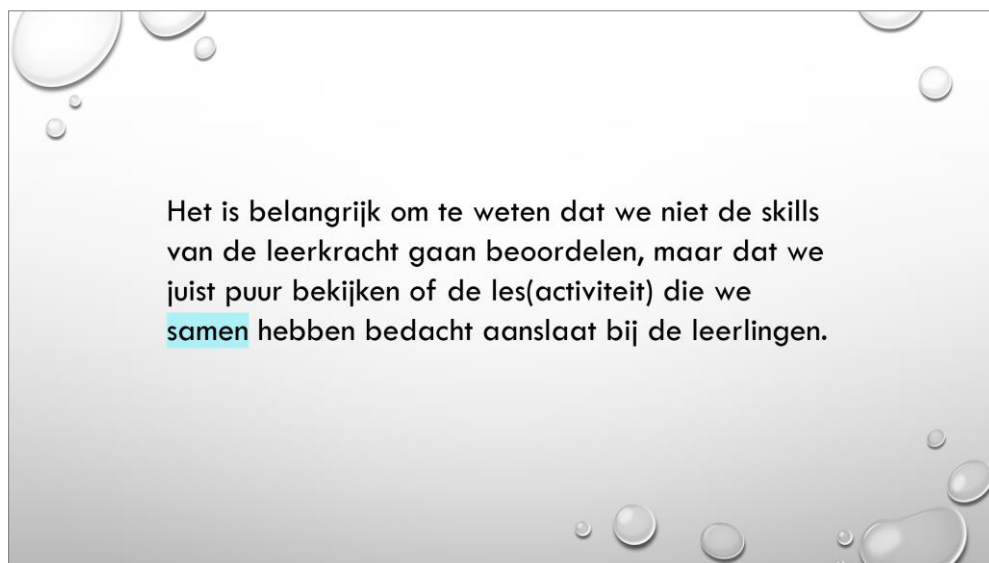 Het is belangrijk om te weten dat we niet de skills
van de leerkracht gaan beoordelen, maar dat we
juist puur bekijken of de les(activiteit) die we
samen hebben bedacht aanslaat bij de leerlingen.